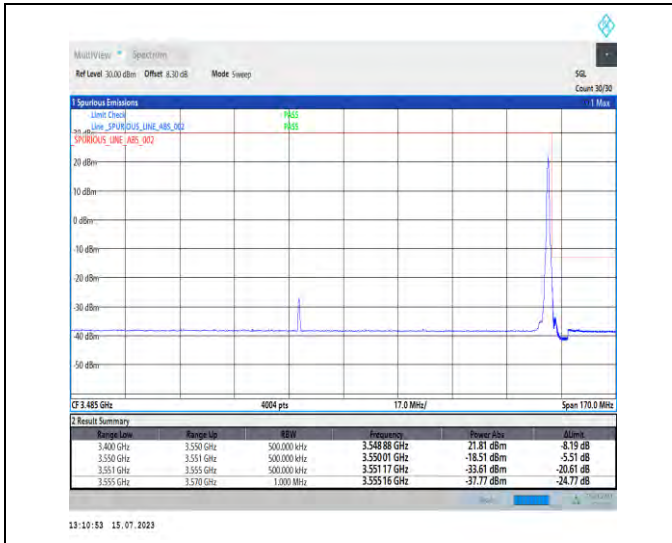 MultiView Spectrum
Ref Level 30.00 dBm Offset 8.30 dB Mode Sweep SGL
Count 30/30
1 Spurious Emissions 1 Max
Limit Check PASS
Line _SPURIOUS_LINE_ABS_002 PASS
30 dBm
SPURIOUS_LINE_ABS_002
20 dBm
10 dBm
0 dBm
-10 dBm
-20 dBm
-30 dBm
-40 dBm
-50 dBm
CF 3.485 GHz 4004 pts 17.0 MHz/ Span 170.0 MHz
2 Result Summary
Range Low Range Up RBW Frequency Power Abs ΔLimit
3.400 GHz 3.550 GHz 500.000 kHz 3.548 88 GHz 21.81 dBm -8.19 dB
3.550 GHz 3.551 GHz 500.000 kHz 3.550 01 GHz -18.51 dBm -5.51 dB
3.551 GHz 3.555 GHz 500.000 kHz 3.551 17 GHz -33.61 dBm -20.61 dB
3.555 GHz 3.570 GHz 1.000 MHz 3.555 16 GHz -37.77 dBm -24.77 dB
13:10:53 15.07.2023